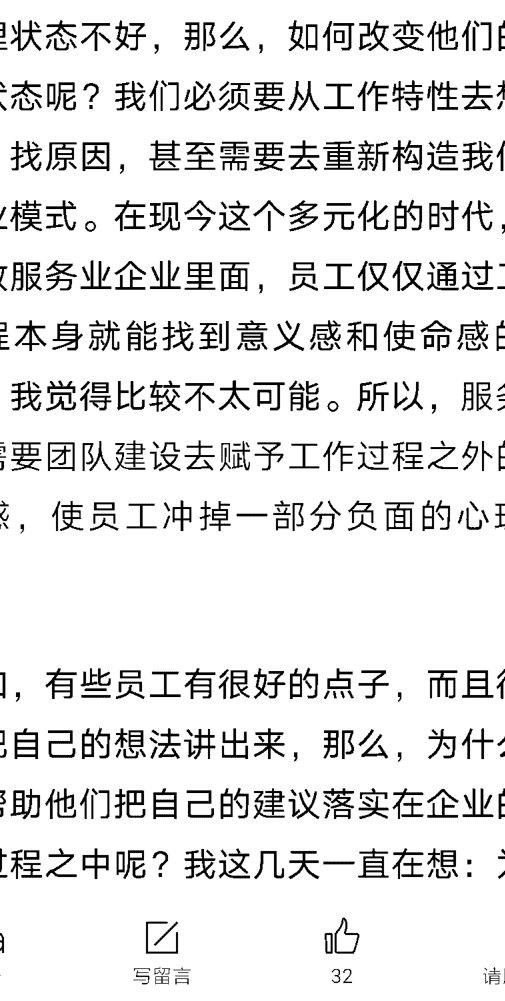 状态不好，那么，如何改变他们的
态呢？我们必须要从工作特性去想
找原因，甚至需要去重新构造我们
业模式。在现今这个多元化的时代，
服务业企业里面，员工仅仅通过工
程本身就能找到意义感和使命感的
我觉得比较不太可能。所以，服务
需要团队建设去赋予工作过程之外的
感，使员工冲掉一部分负面的心理
，有些员工有很好的点子，而且很
把自己的想法讲出来，那么，为什么
帮助他们把自己的建议落实在企业的
过程之中呢？我这几天一直在想：为
写留言
32